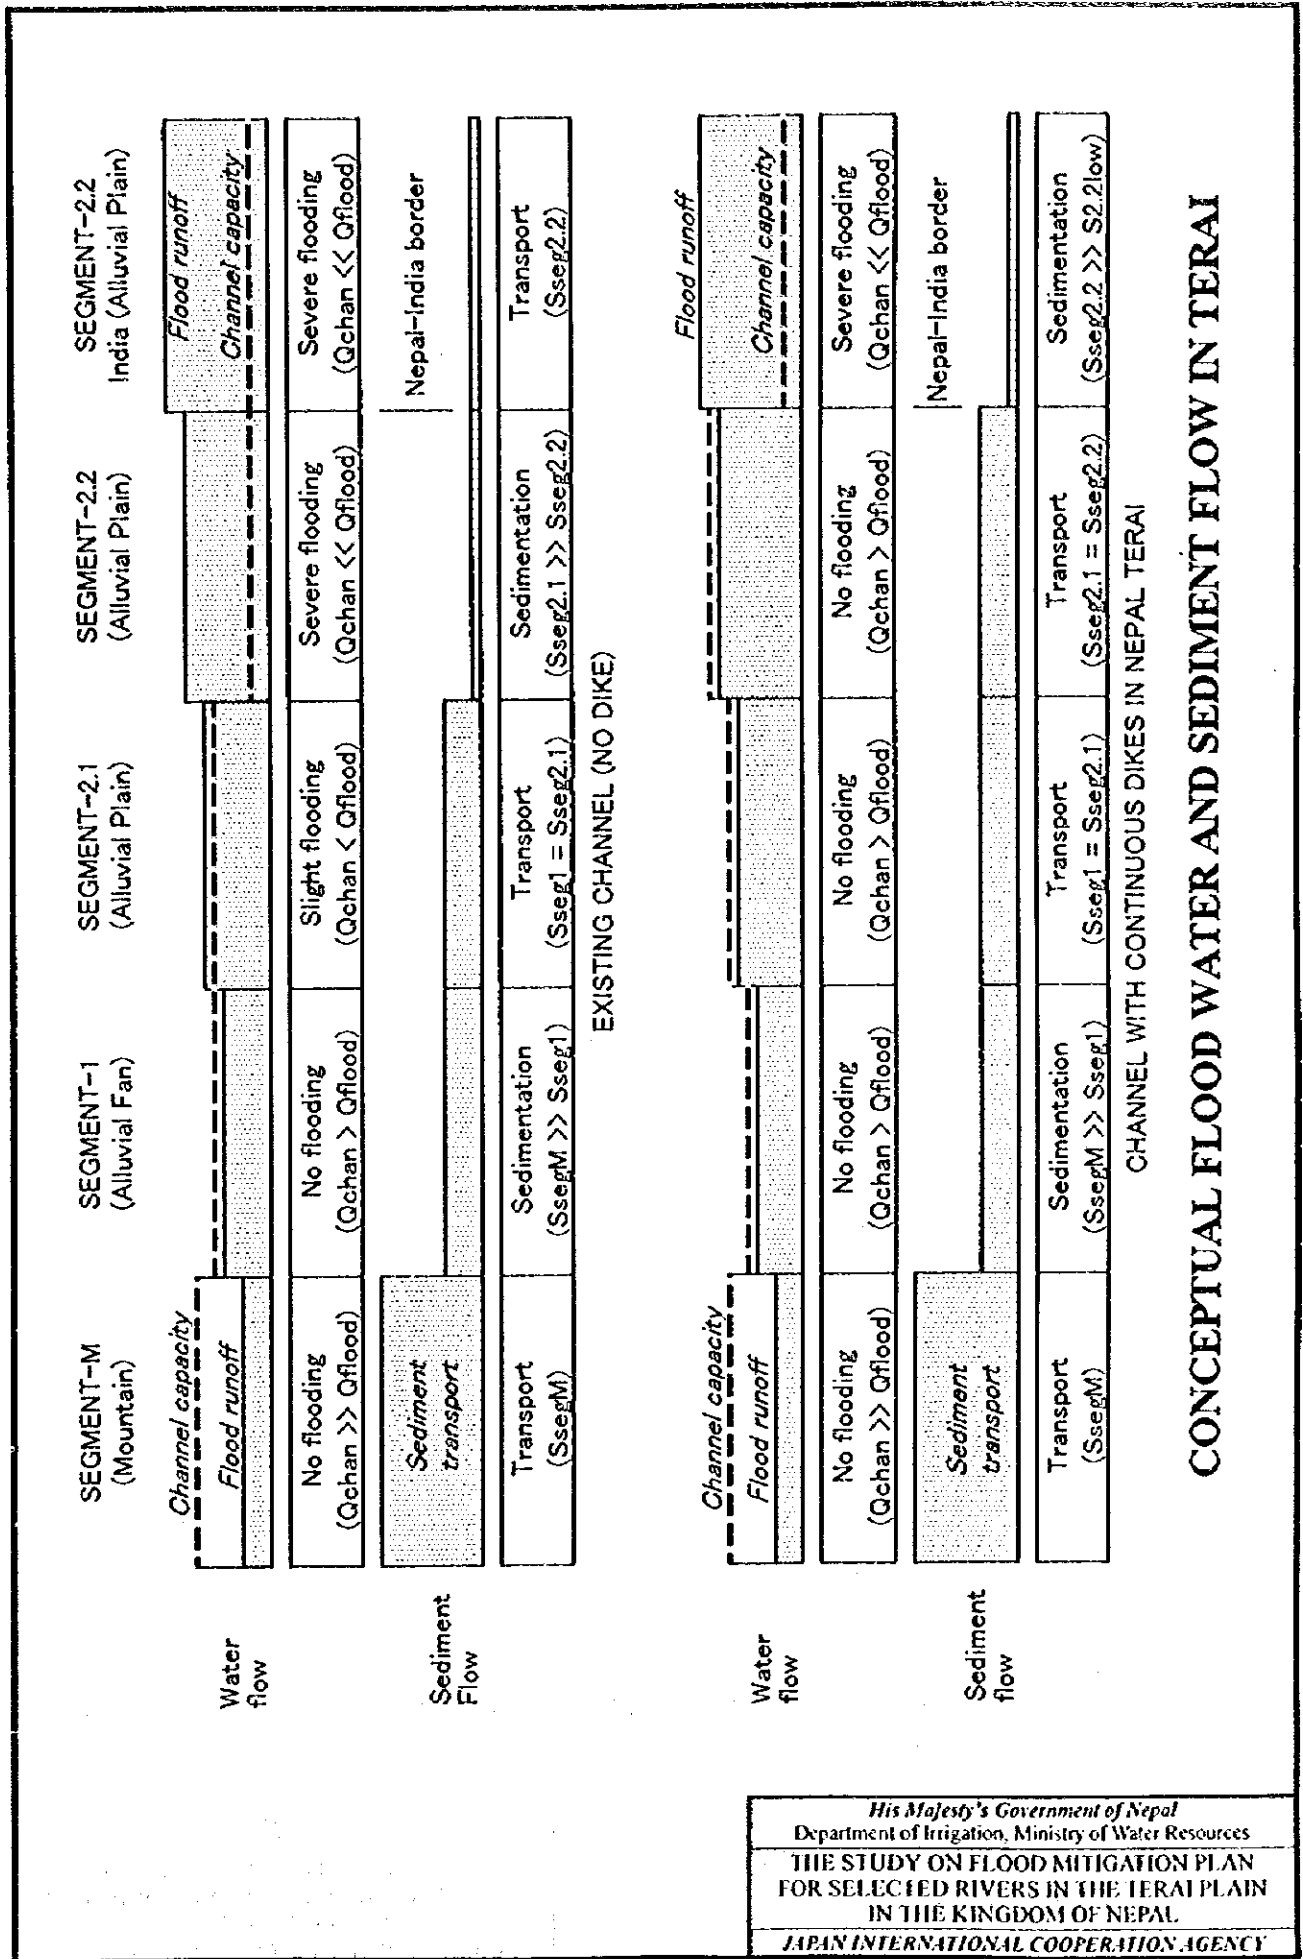 SEGMENT-M
(Mountain)
SEGMENT-1
(Alluvial Fan)
SEGMENT-2.1
(Alluvial Plain)
SEGMENT-2.2
(Alluvial Plain)
SEGMENT-2.2
India (Alluvial Plain)
Water
flow
Channel capacity
Flood runoff
Flood runoff
Channel capacity
No flooding
(Qchan >> Qflood)
No flooding
(Qchan > Qflood)
Slight flooding
(Qchan < Qflood)
Severe flooding
(Qchan << Qflood)
Severe flooding
(Qchan << Qflood)
Sediment
Flow
Sediment
transport
Nepal-India border
Transport
(SsegM)
Sedimentation
(SsegM >> Sseg1)
Transport
(Sseg1 = Sseg2.1)
Sedimentation
(Sseg2.1 >> Sseg2.2)
Transport
(Sseg2.2)
EXISTING CHANNEL (NO DIKE)
Water
flow
Channel capacity
Flood runoff
Flood runoff
Channel capacity
No flooding
(Qchan >> Qflood)
No flooding
(Qchan > Qflood)
No flooding
(Qchan > Qflood)
No flooding
(Qchan > Qflood)
Severe flooding
(Qchan << Qflood)
Sediment
flow
Sediment
transport
Nepal-India border
Transport
(SsegM)
Sedimentation
(SsegM >> Sseg1)
Transport
(Sseg1 = Sseg2.1)
Transport
(Sseg2.1 = Sseg2.2)
Sedimentation
(Sseg2.2 >> S2.2low)
CHANNEL WITH CONTINUOUS DIKES IN NEPAL TERAI
CONCEPTUAL FLOOD WATER AND SEDIMENT FLOW IN TERAI
His Majesty's Government of Nepal
Department of Irrigation, Ministry of Water Resources
THE STUDY ON FLOOD MITIGATION PLAN
FOR SELECTED RIVERS IN THE TERAI PLAIN
IN THE KINGDOM OF NEPAL
JAPAN INTERNATIONAL COOPERATION AGENCY